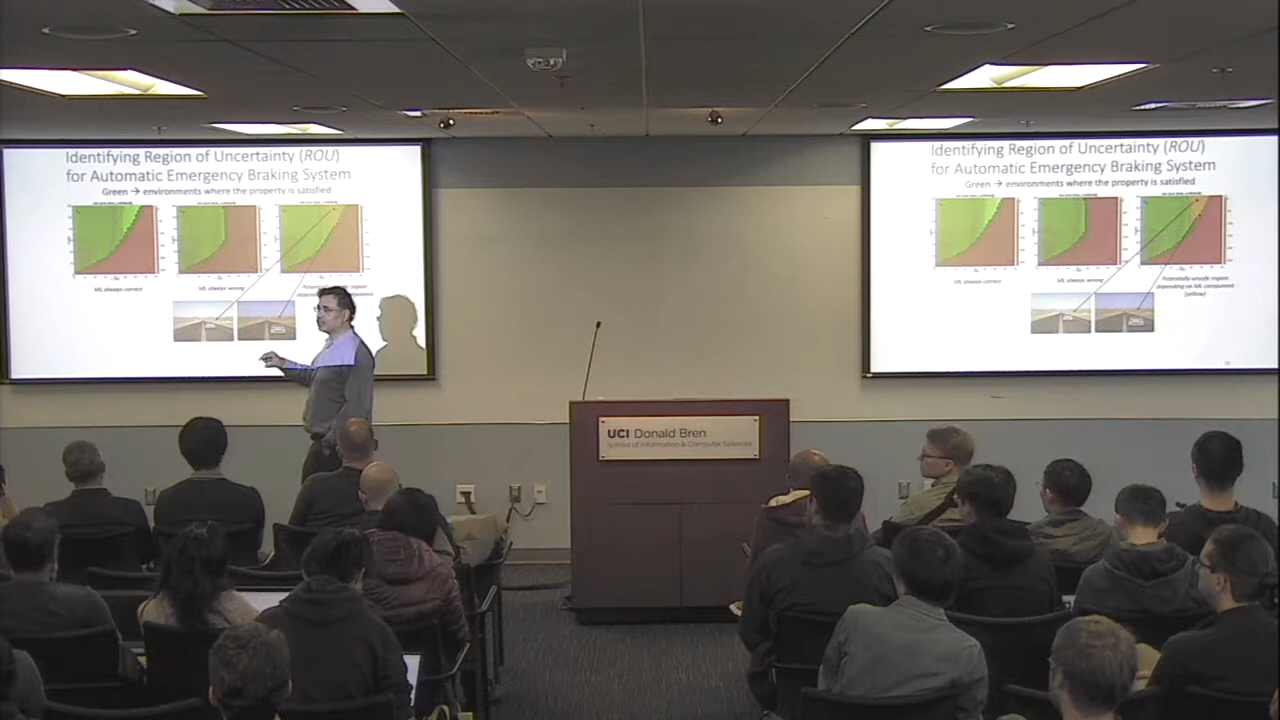 Identifying Region of Uncertainty (ROU)
for Automatic Emergency Braking System
Green → environments where the property is satisfied
ML always correct
ML always wrong
UCI Donald Bren
School of Information & Computer Sciences
Identifying Region of Uncertainty (ROU)
for Automatic Emergency Braking System
Green → environments where the property is satisfied
ML always correct
ML always wrong
Potentially unsafe region
depending on ML component
(yellow)